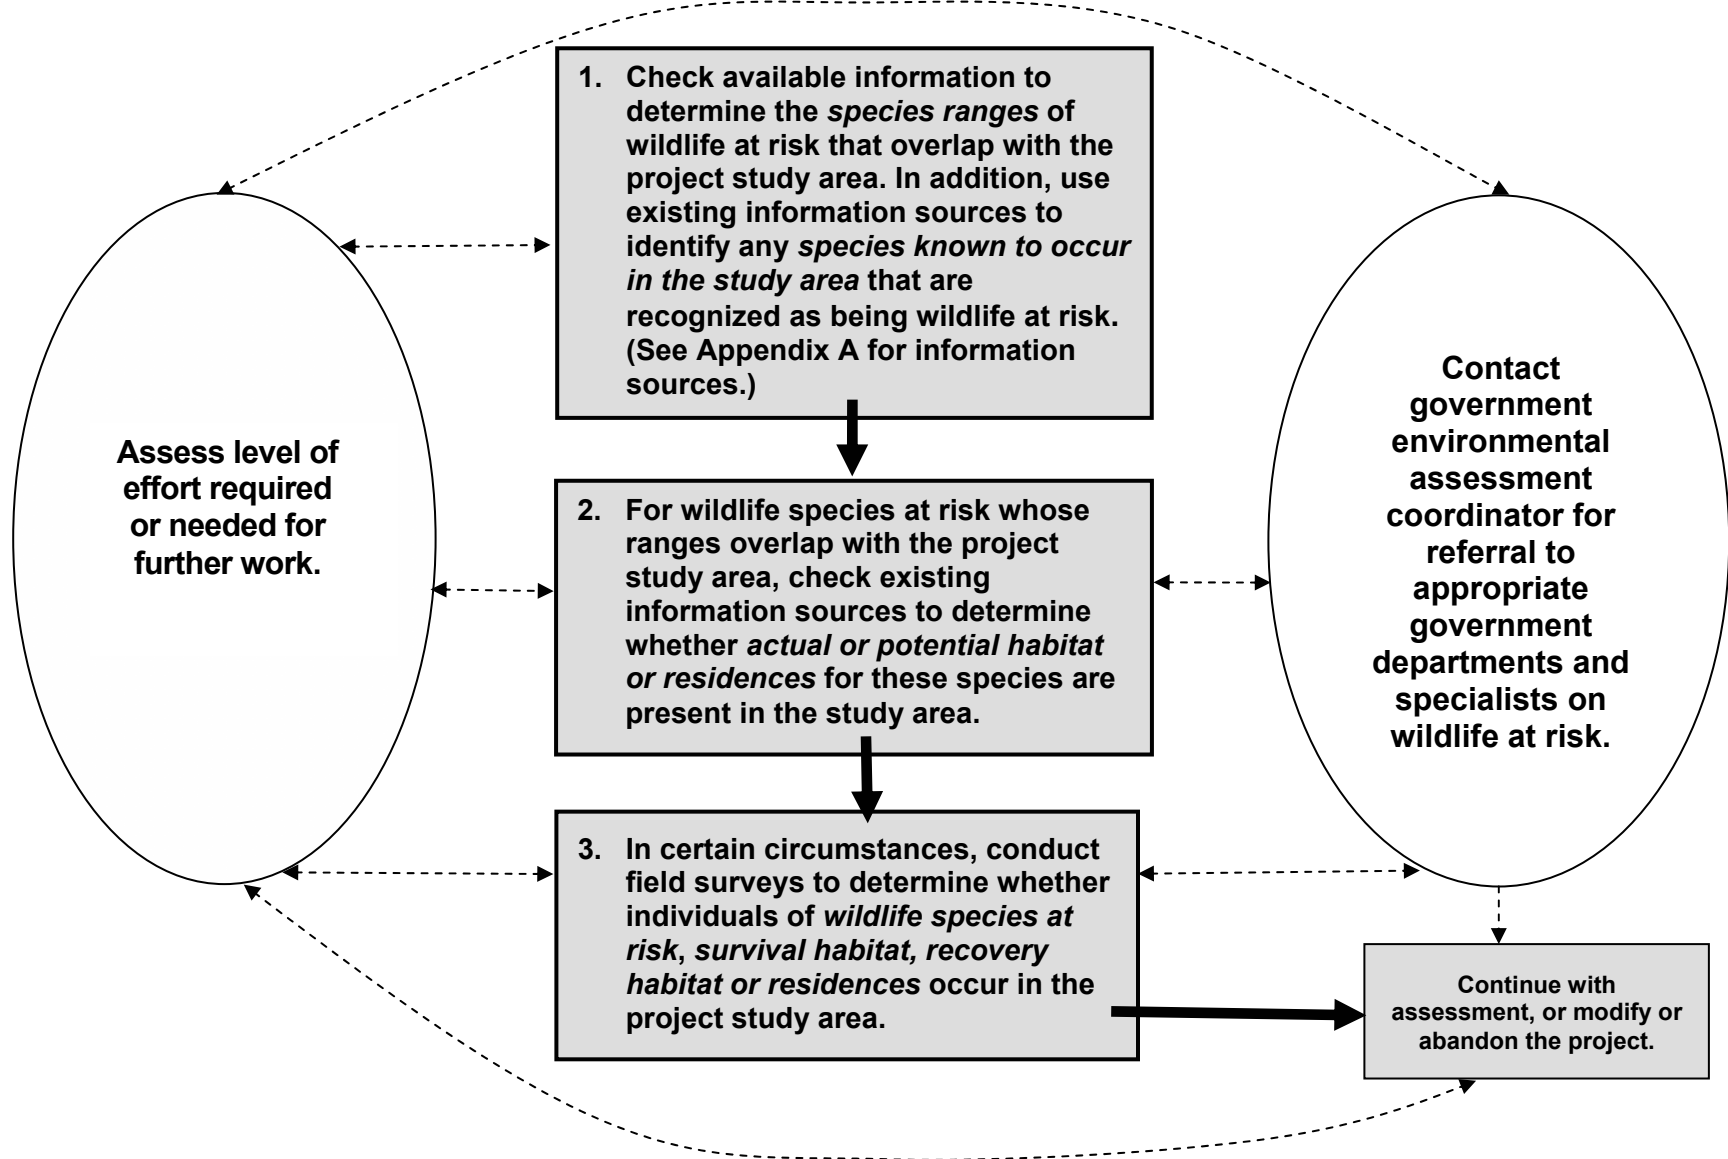 1. Check available information to
determine the species ranges of
wildlife at risk that overlap with the
project study area. In addition, use
existing information sources to
identify any species known to occur
in the study area that are
recognized as being wildlife at risk.
(See Appendix A for information
sources.)
Assess level of
effort required
or needed for
further work.
2. For wildlife species at risk whose
ranges overlap with the project
study area, check existing
information sources to determine
whether actual or potential habitat
or residences for these species are
present in the study area.
Contact
government
environmental
assessment
coordinator for
referral to
appropriate
government
departments and
specialists on
wildlife at risk.
3. In certain circumstances, conduct
field surveys to determine whether
individuals of wildlife species at
risk, survival habitat, recovery
habitat or residences occur in the
project study area.
Continue with
assessment, or modify or
abandon the project.